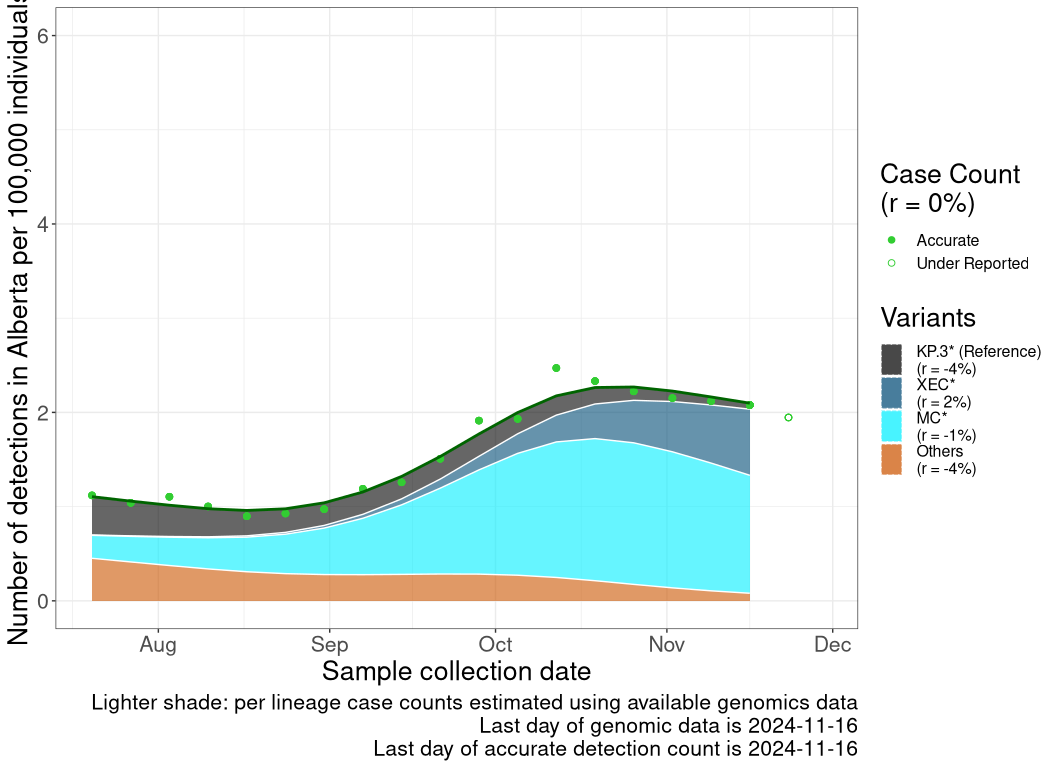 Number of detections in Alberta per 100,000 individuals
6
4
2
0
Aug
Sep
Oct
Nov
Dec
Sample collection date
Lighter shade: per lineage case counts estimated using available genomics data
Last day of genomic data is 2024-11-16
Last day of accurate detection count is 2024-11-16
Case Count
(r = 0%)
Accurate
Under Reported
Variants
KP.3* (Reference)
(r = -4%)
XEC*
(r = 2%)
MC*
(r = -1%)
Others
(r = -4%)